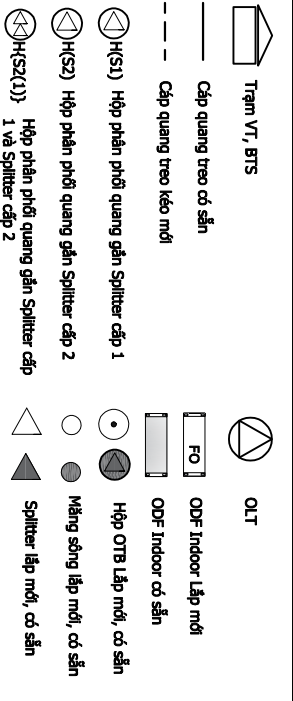 Trạm VT, BTS
Cáp quang treo có sẵn
Cáp quang treo kéo mới
H(S1) Hộp phân phối quang gắn Splitter cấp 1
H(S2) Hộp phân phối quang gắn Splitter cấp 2
H(S2(1)) Hộp phân phối quang gắn Splitter cấp
1 và Splitter cấp 2
OLT
FO ODF Indoor Lắp mới
ODF Indoor có sẵn
Hộp OTB Lắp mới, có sẵn
Măng sông lắp mới, có sẵn
Splitter lắp mới, có sẵn